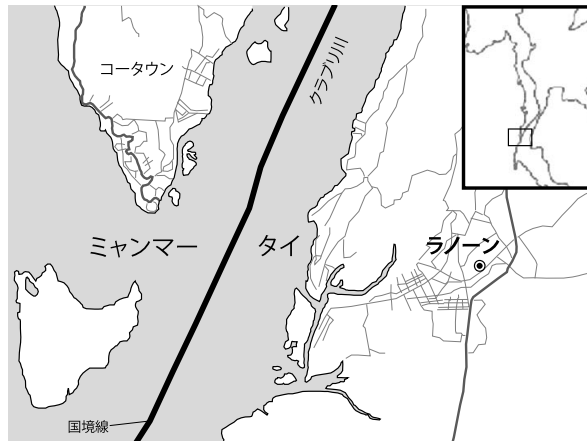 コータウン
クラブリ川
ミャンマー
タイ
ラノーン
国境線